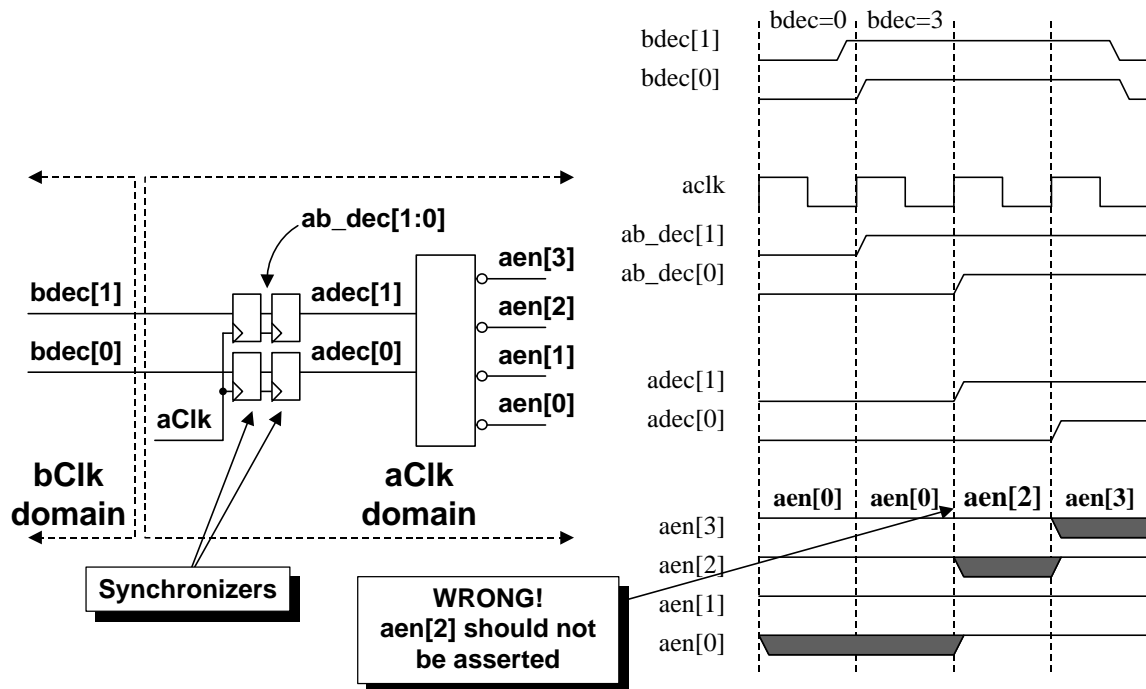 bdec=0 bdec=3
bdec[1]
bdec[0]
aclk
ab_dec[1]
ab_dec[0]
adec[1]
adec[0]
aen[0] aen[0] aen[2] aen[3]
aen[3]
aen[2]
aen[1]
aen[0]
ab_dec[1:0]
bdec[1]
bdec[0]
adec[1]
adec[0]
aen[3]
aen[2]
aen[1]
aen[0]
aClk
bClk
domain
aClk
domain
Synchronizers
WRONG!
aen[2] should not
be asserted